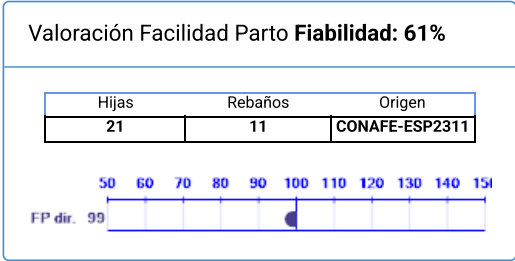 Valoración Facilidad Parto Fiabilidad: 61%
Hijas Rebaños Origen
21 11 CONAFE-ESP2311
50 60 70 80 90 100 110 120 130 140 15
FP dir. 99